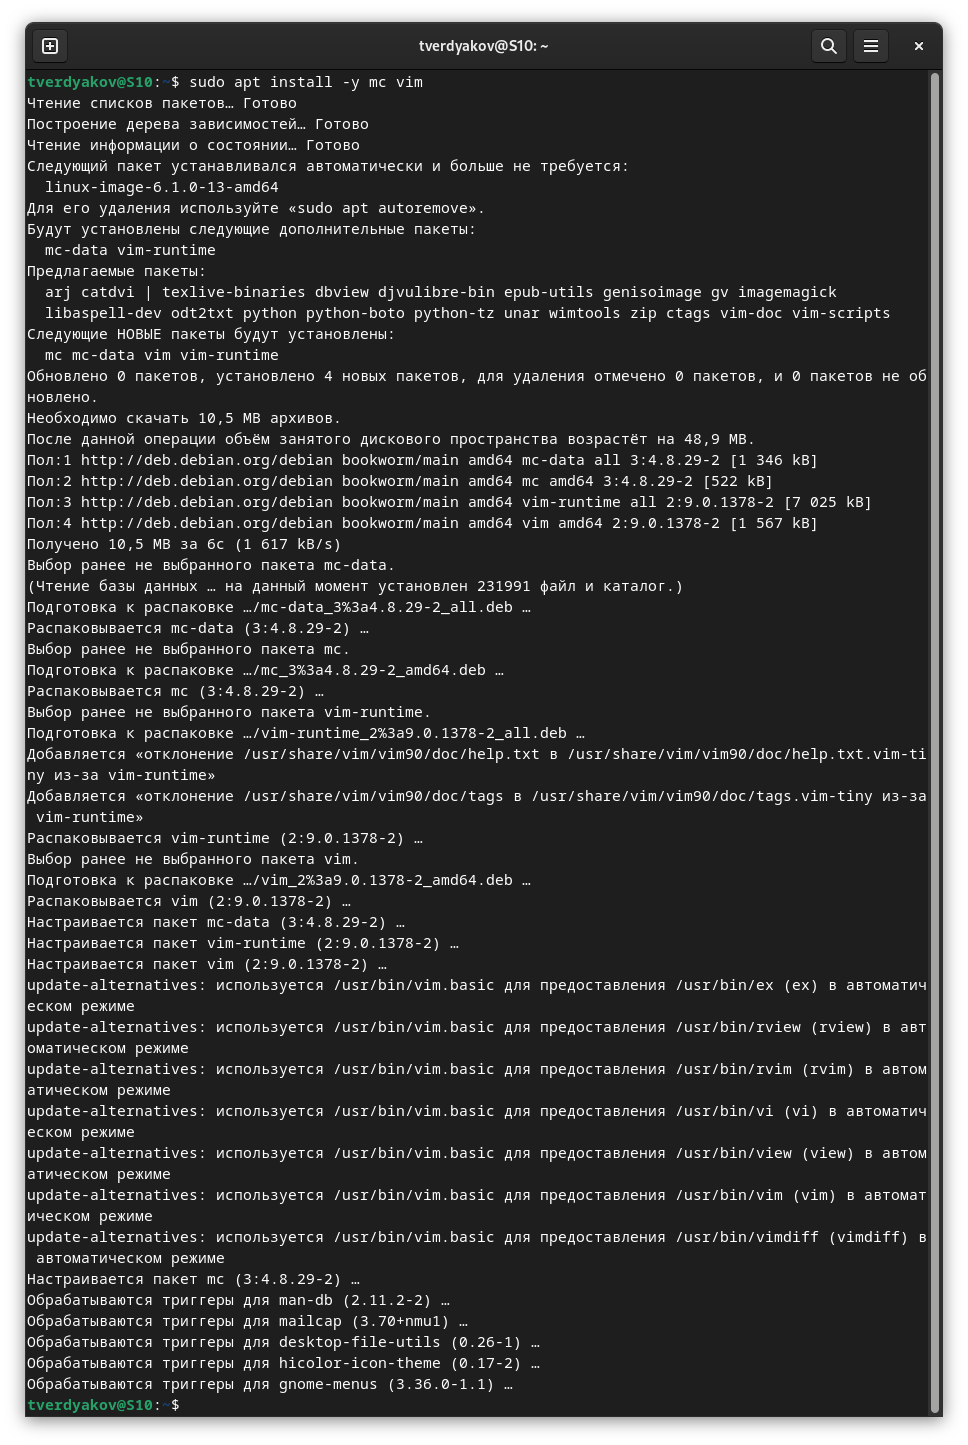 tverdyakov@S10: ~
tverdyakov@S10:~$ sudo apt install -y mc vim
Чтение списков пакетов… Готово
Построение дерева зависимостей… Готово
Чтение информации о состоянии… Готово
Следующий пакет устанавливался автоматически и больше не требуется:
  linux-image-6.1.0-13-amd64
Для его удаления используйте «sudo apt autoremove».
Будут установлены следующие дополнительные пакеты:
  mc-data vim-runtime
Предлагаемые пакеты:
  arj catdvi | texlive-binaries dbview djvulibre-bin epub-utils genisoimage gv imagemagick
  libaspell-dev odt2txt python python-boto python-tz unar wimtools zip ctags vim-doc vim-scripts
Следующие НОВЫЕ пакеты будут установлены:
  mc mc-data vim vim-runtime
Обновлено 0 пакетов, установлено 4 новых пакетов, для удаления отмечено 0 пакетов, и 0 пакетов не об
новлено.
Необходимо скачать 10,5 MB архивов.
После данной операции объём занятого дискового пространства возрастёт на 48,9 MB.
Пол:1 http://deb.debian.org/debian bookworm/main amd64 mc-data all 3:4.8.29-2 [1 346 kB]
Пол:2 http://deb.debian.org/debian bookworm/main amd64 mc amd64 3:4.8.29-2 [522 kB]
Пол:3 http://deb.debian.org/debian bookworm/main amd64 vim-runtime all 2:9.0.1378-2 [7 025 kB]
Пол:4 http://deb.debian.org/debian bookworm/main amd64 vim amd64 2:9.0.1378-2 [1 567 kB]
Получено 10,5 MB за 6с (1 617 kB/s)
Выбор ранее не выбранного пакета mc-data.
(Чтение базы данных … на данный момент установлен 231991 файл и каталог.)
Подготовка к распаковке …/mc-data_3%3a4.8.29-2_all.deb …
Распаковывается mc-data (3:4.8.29-2) …
Выбор ранее не выбранного пакета mc.
Подготовка к распаковке …/mc_3%3a4.8.29-2_amd64.deb …
Распаковывается mc (3:4.8.29-2) …
Выбор ранее не выбранного пакета vim-runtime.
Подготовка к распаковке …/vim-runtime_2%3a9.0.1378-2_all.deb …
Добавляется «отклонение /usr/share/vim/vim90/doc/help.txt в /usr/share/vim/vim90/doc/help.txt.vim-ti
ny из-за vim-runtime»
Добавляется «отклонение /usr/share/vim/vim90/doc/tags в /usr/share/vim/vim90/doc/tags.vim-tiny из-за
 vim-runtime»
Распаковывается vim-runtime (2:9.0.1378-2) …
Выбор ранее не выбранного пакета vim.
Подготовка к распаковке …/vim_2%3a9.0.1378-2_amd64.deb …
Распаковывается vim (2:9.0.1378-2) …
Настраивается пакет mc-data (3:4.8.29-2) …
Настраивается пакет vim-runtime (2:9.0.1378-2) …
Настраивается пакет vim (2:9.0.1378-2) …
update-alternatives: используется /usr/bin/vim.basic для предоставления /usr/bin/ex (ex) в автоматич
еском режиме
update-alternatives: используется /usr/bin/vim.basic для предоставления /usr/bin/rview (rview) в авт
оматическом режиме
update-alternatives: используется /usr/bin/vim.basic для предоставления /usr/bin/rvim (rvim) в автом
атическом режиме
update-alternatives: используется /usr/bin/vim.basic для предоставления /usr/bin/vi (vi) в автоматич
еском режиме
update-alternatives: используется /usr/bin/vim.basic для предоставления /usr/bin/view (view) в автом
атическом режиме
update-alternatives: используется /usr/bin/vim.basic для предоставления /usr/bin/vim (vim) в автомат
ическом режиме
update-alternatives: используется /usr/bin/vim.basic для предоставления /usr/bin/vimdiff (vimdiff) в
 автоматическом режиме
Настраивается пакет mc (3:4.8.29-2) …
Обрабатываются триггеры для man-db (2.11.2-2) …
Обрабатываются триггеры для mailcap (3.70+nmu1) …
Обрабатываются триггеры для desktop-file-utils (0.26-1) …
Обрабатываются триггеры для hicolor-icon-theme (0.17-2) …
Обрабатываются триггеры для gnome-menus (3.36.0-1.1) …
tverdyakov@S10:~$